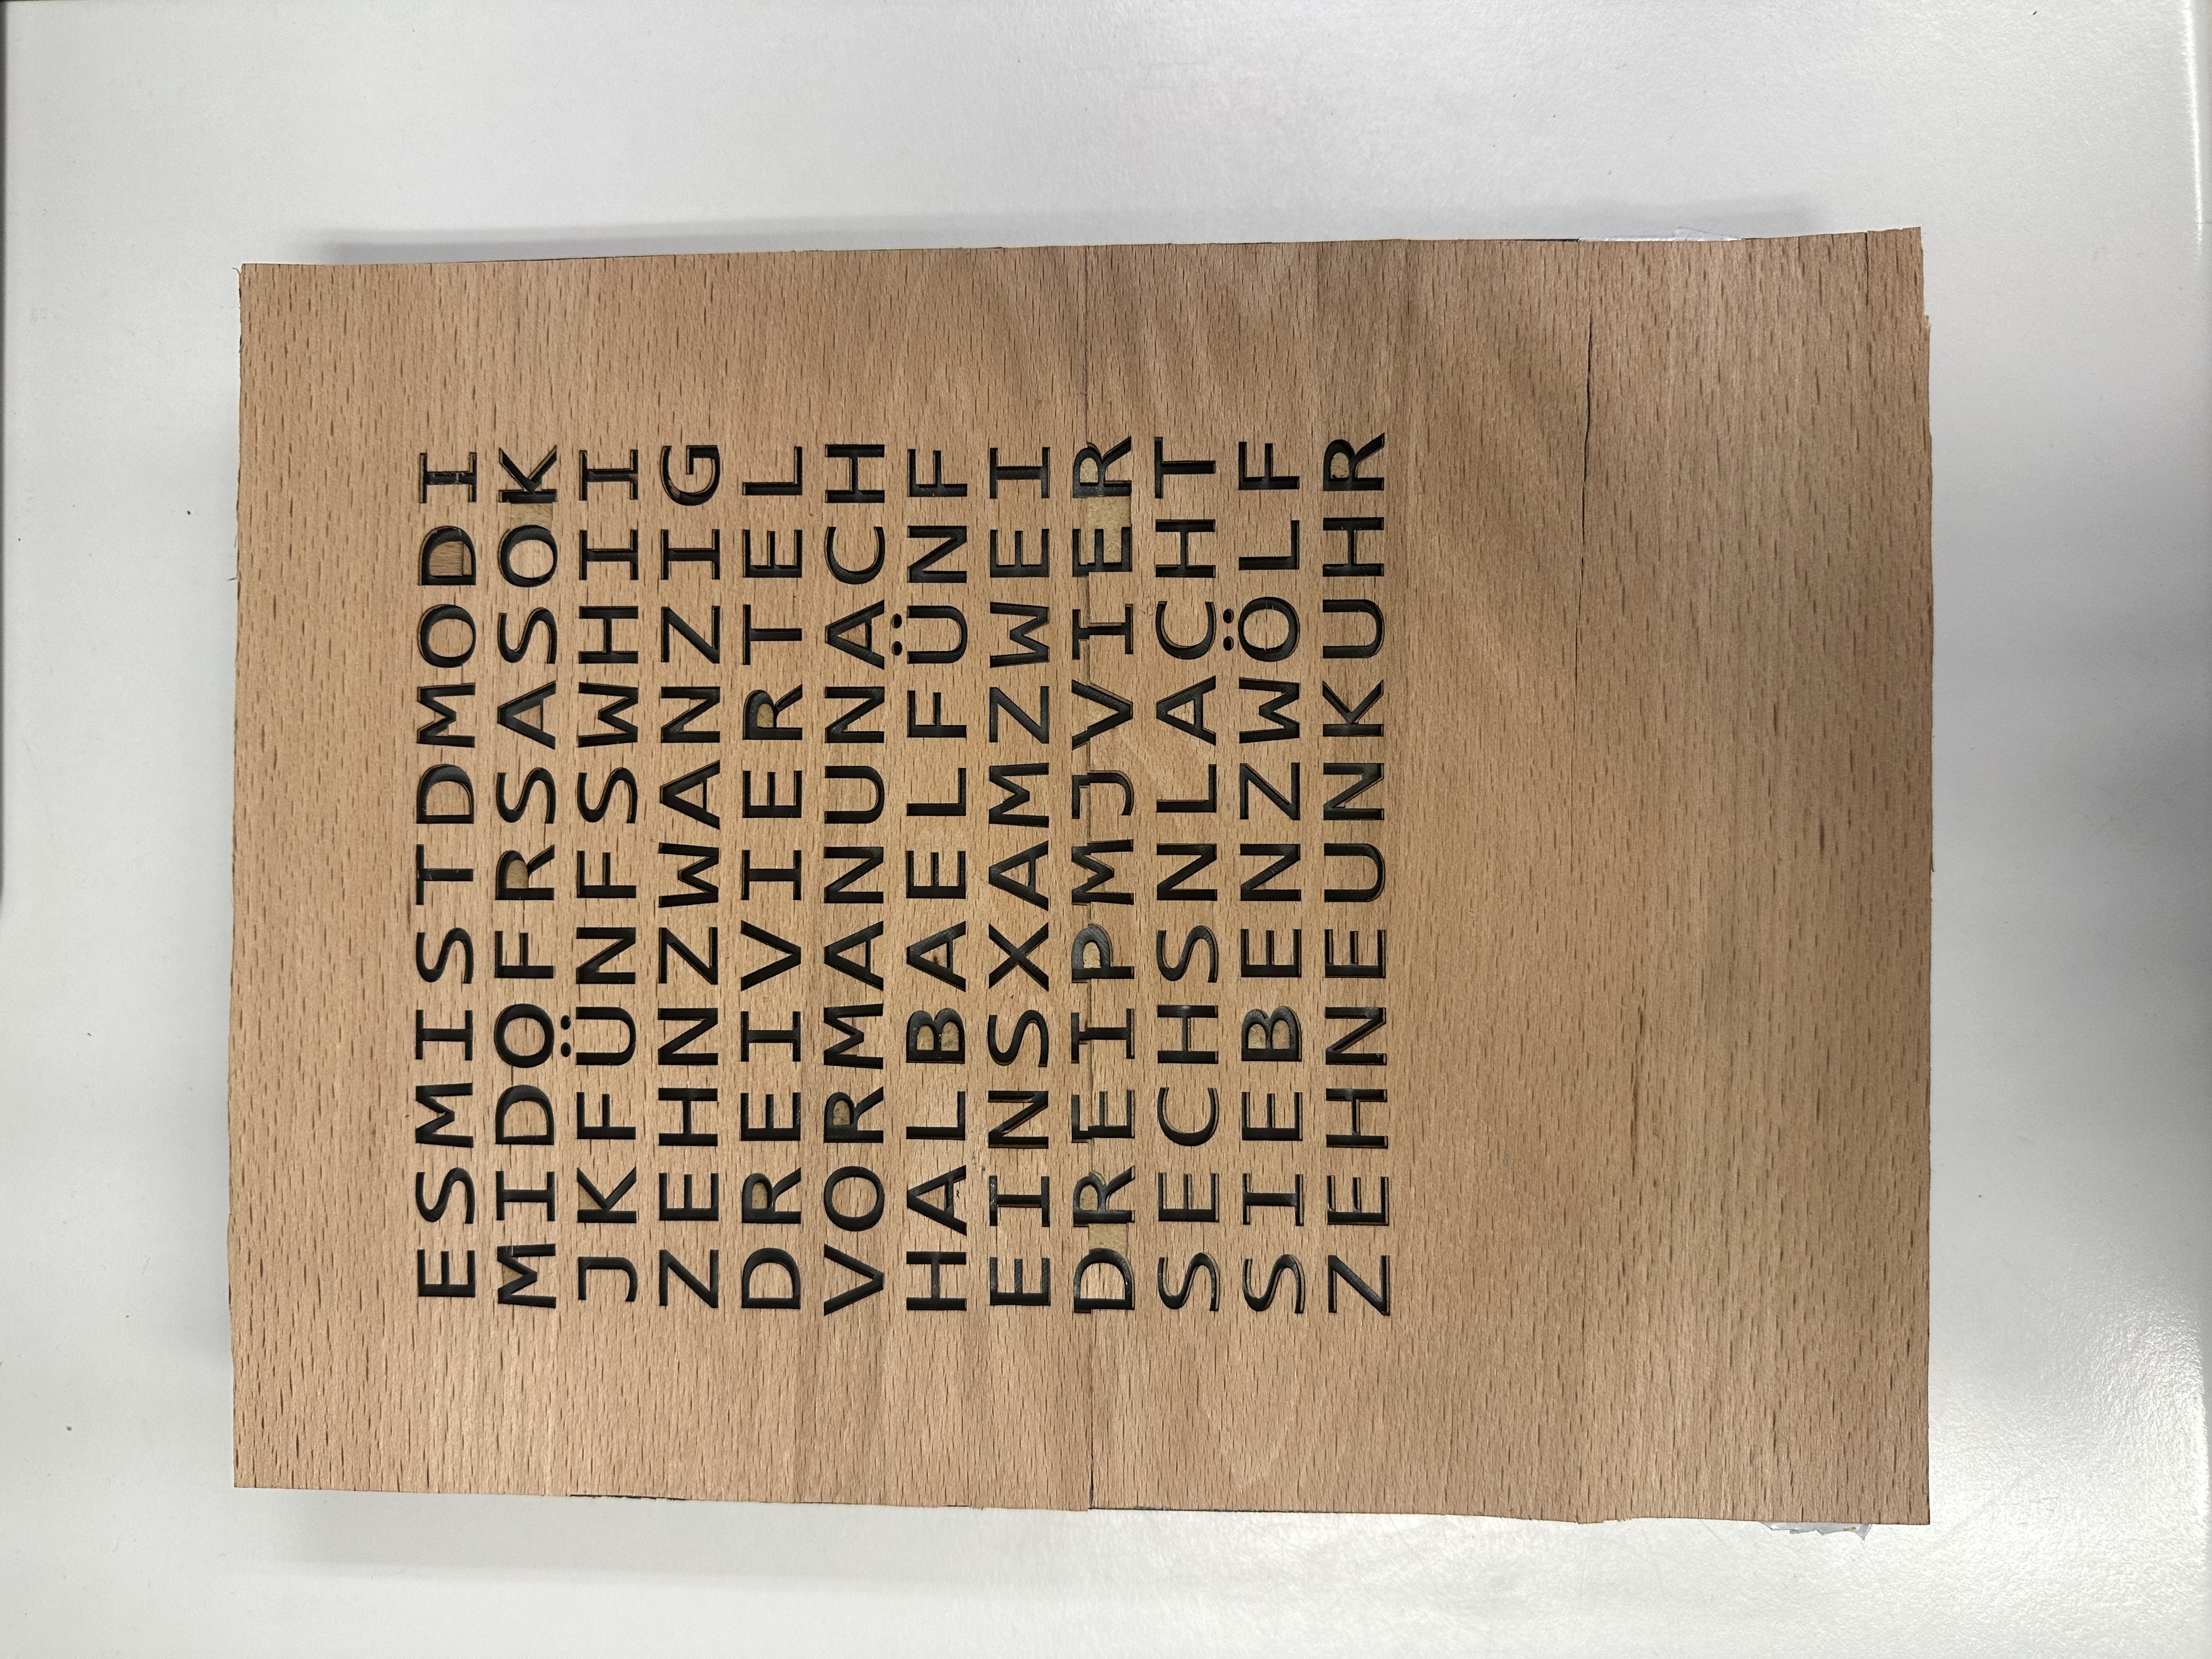 ESMISTDMODI
MIDOFRSASOK
JKFÜNFSWHII
ZEHNZWANZIG
DREIVIERTEL
VORMANUNACH
HALBAELFÜNF
EINSXAMZWEI
DREIPMJVIER
SECHSNLACHT
SIEBENZWÖLF
ZEHNEUNKUHR